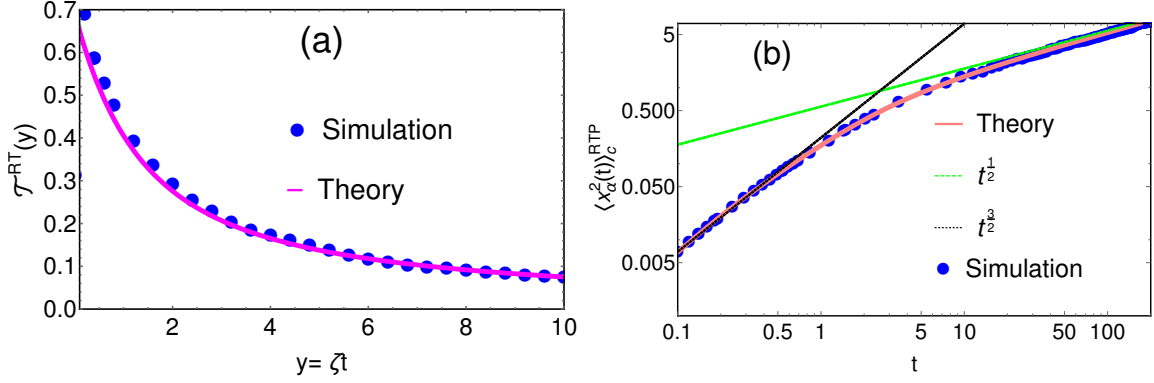 (a)
𝒯^RT(y)
0.7
0.6
0.5
0.4
0.3
0.2
0.1
0.0
2 4 6 8 10
y= ζt
Simulation
Theory
(b)
⟨x_α^2(t)⟩_c^RTP
5
0.500
0.050
0.005
0.1 0.5 1 5 10 50 100
t
Theory
t^{1/2}
t^{3/2}
Simulation